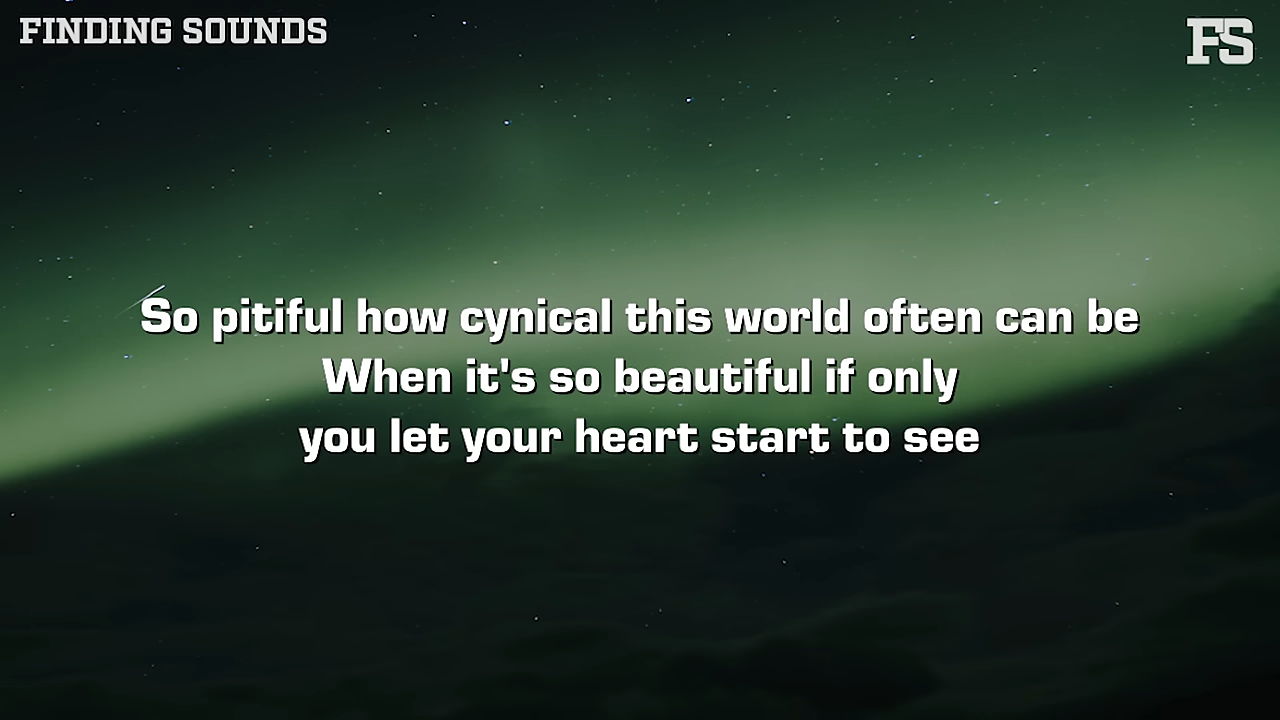 FINDING SOUNDS
FS
So pitiful how cynical this world often can be
When it's so beautiful if only
you let your heart start to see